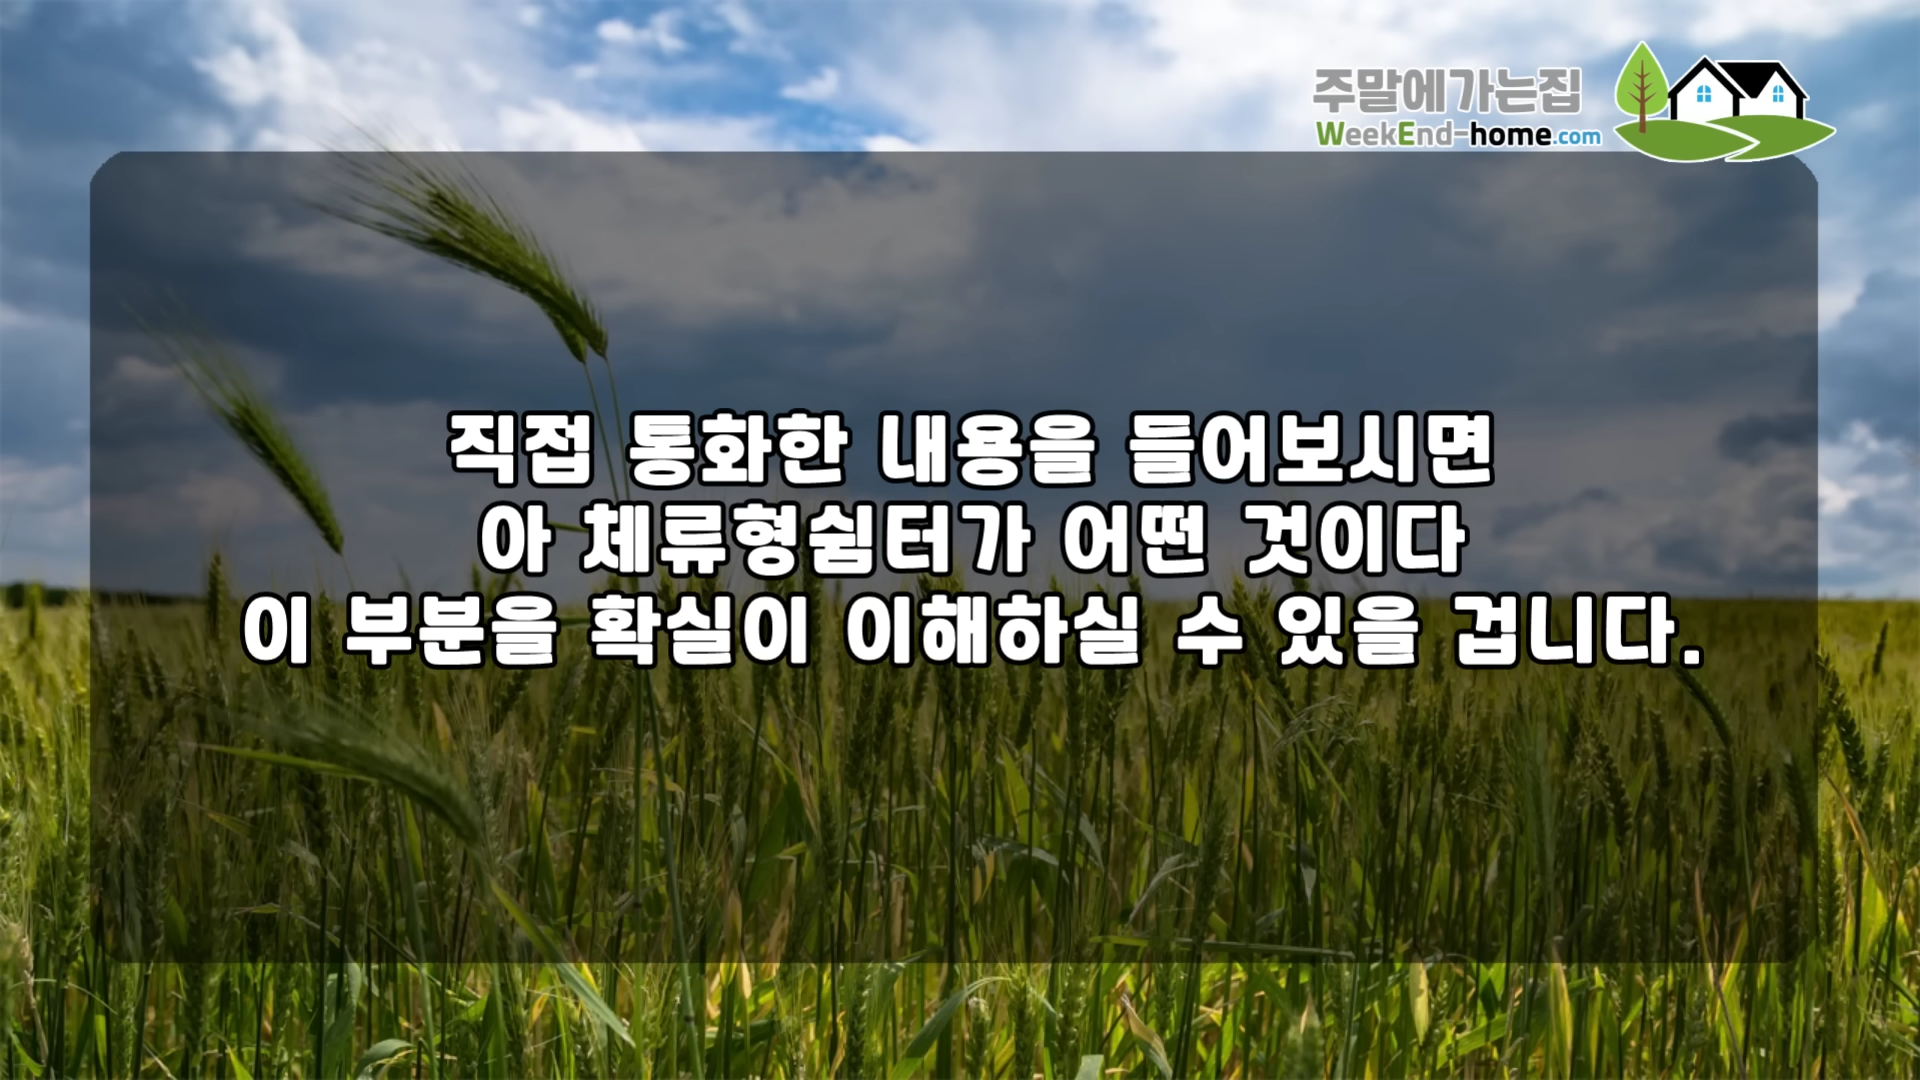 주말에가는집
WeekEnd-home.com
직접 통화한 내용을 들어보시면
아 체류형쉼터가 어떤 것이다
이 부분을 확실이 이해하실 수 있을 겁니다.